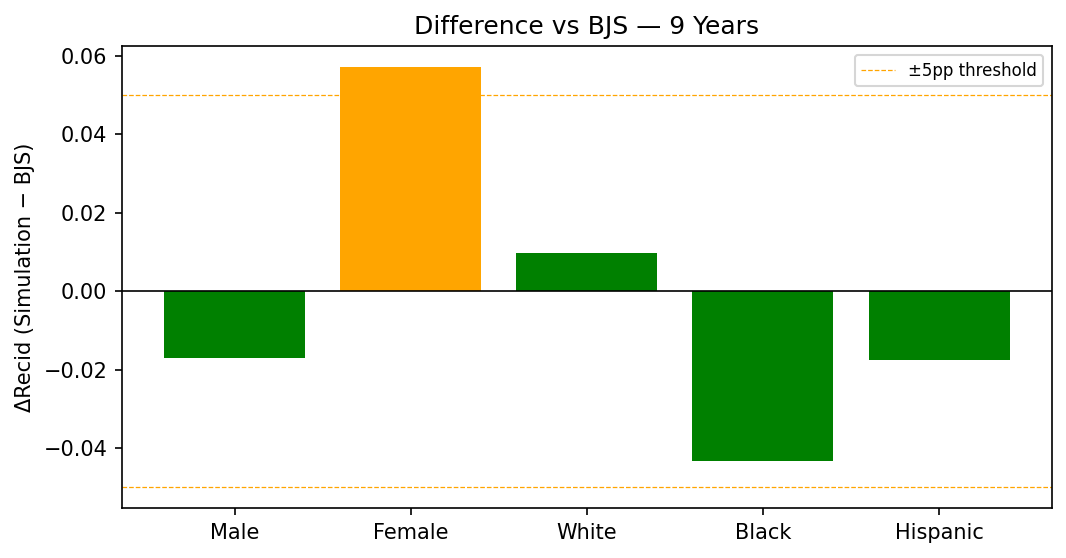 Difference vs BJS — 9 Years
±5pp threshold
ΔRecid (Simulation − BJS)
0.06
0.04
0.02
0.00
−0.02
−0.04
Male Female White Black Hispanic